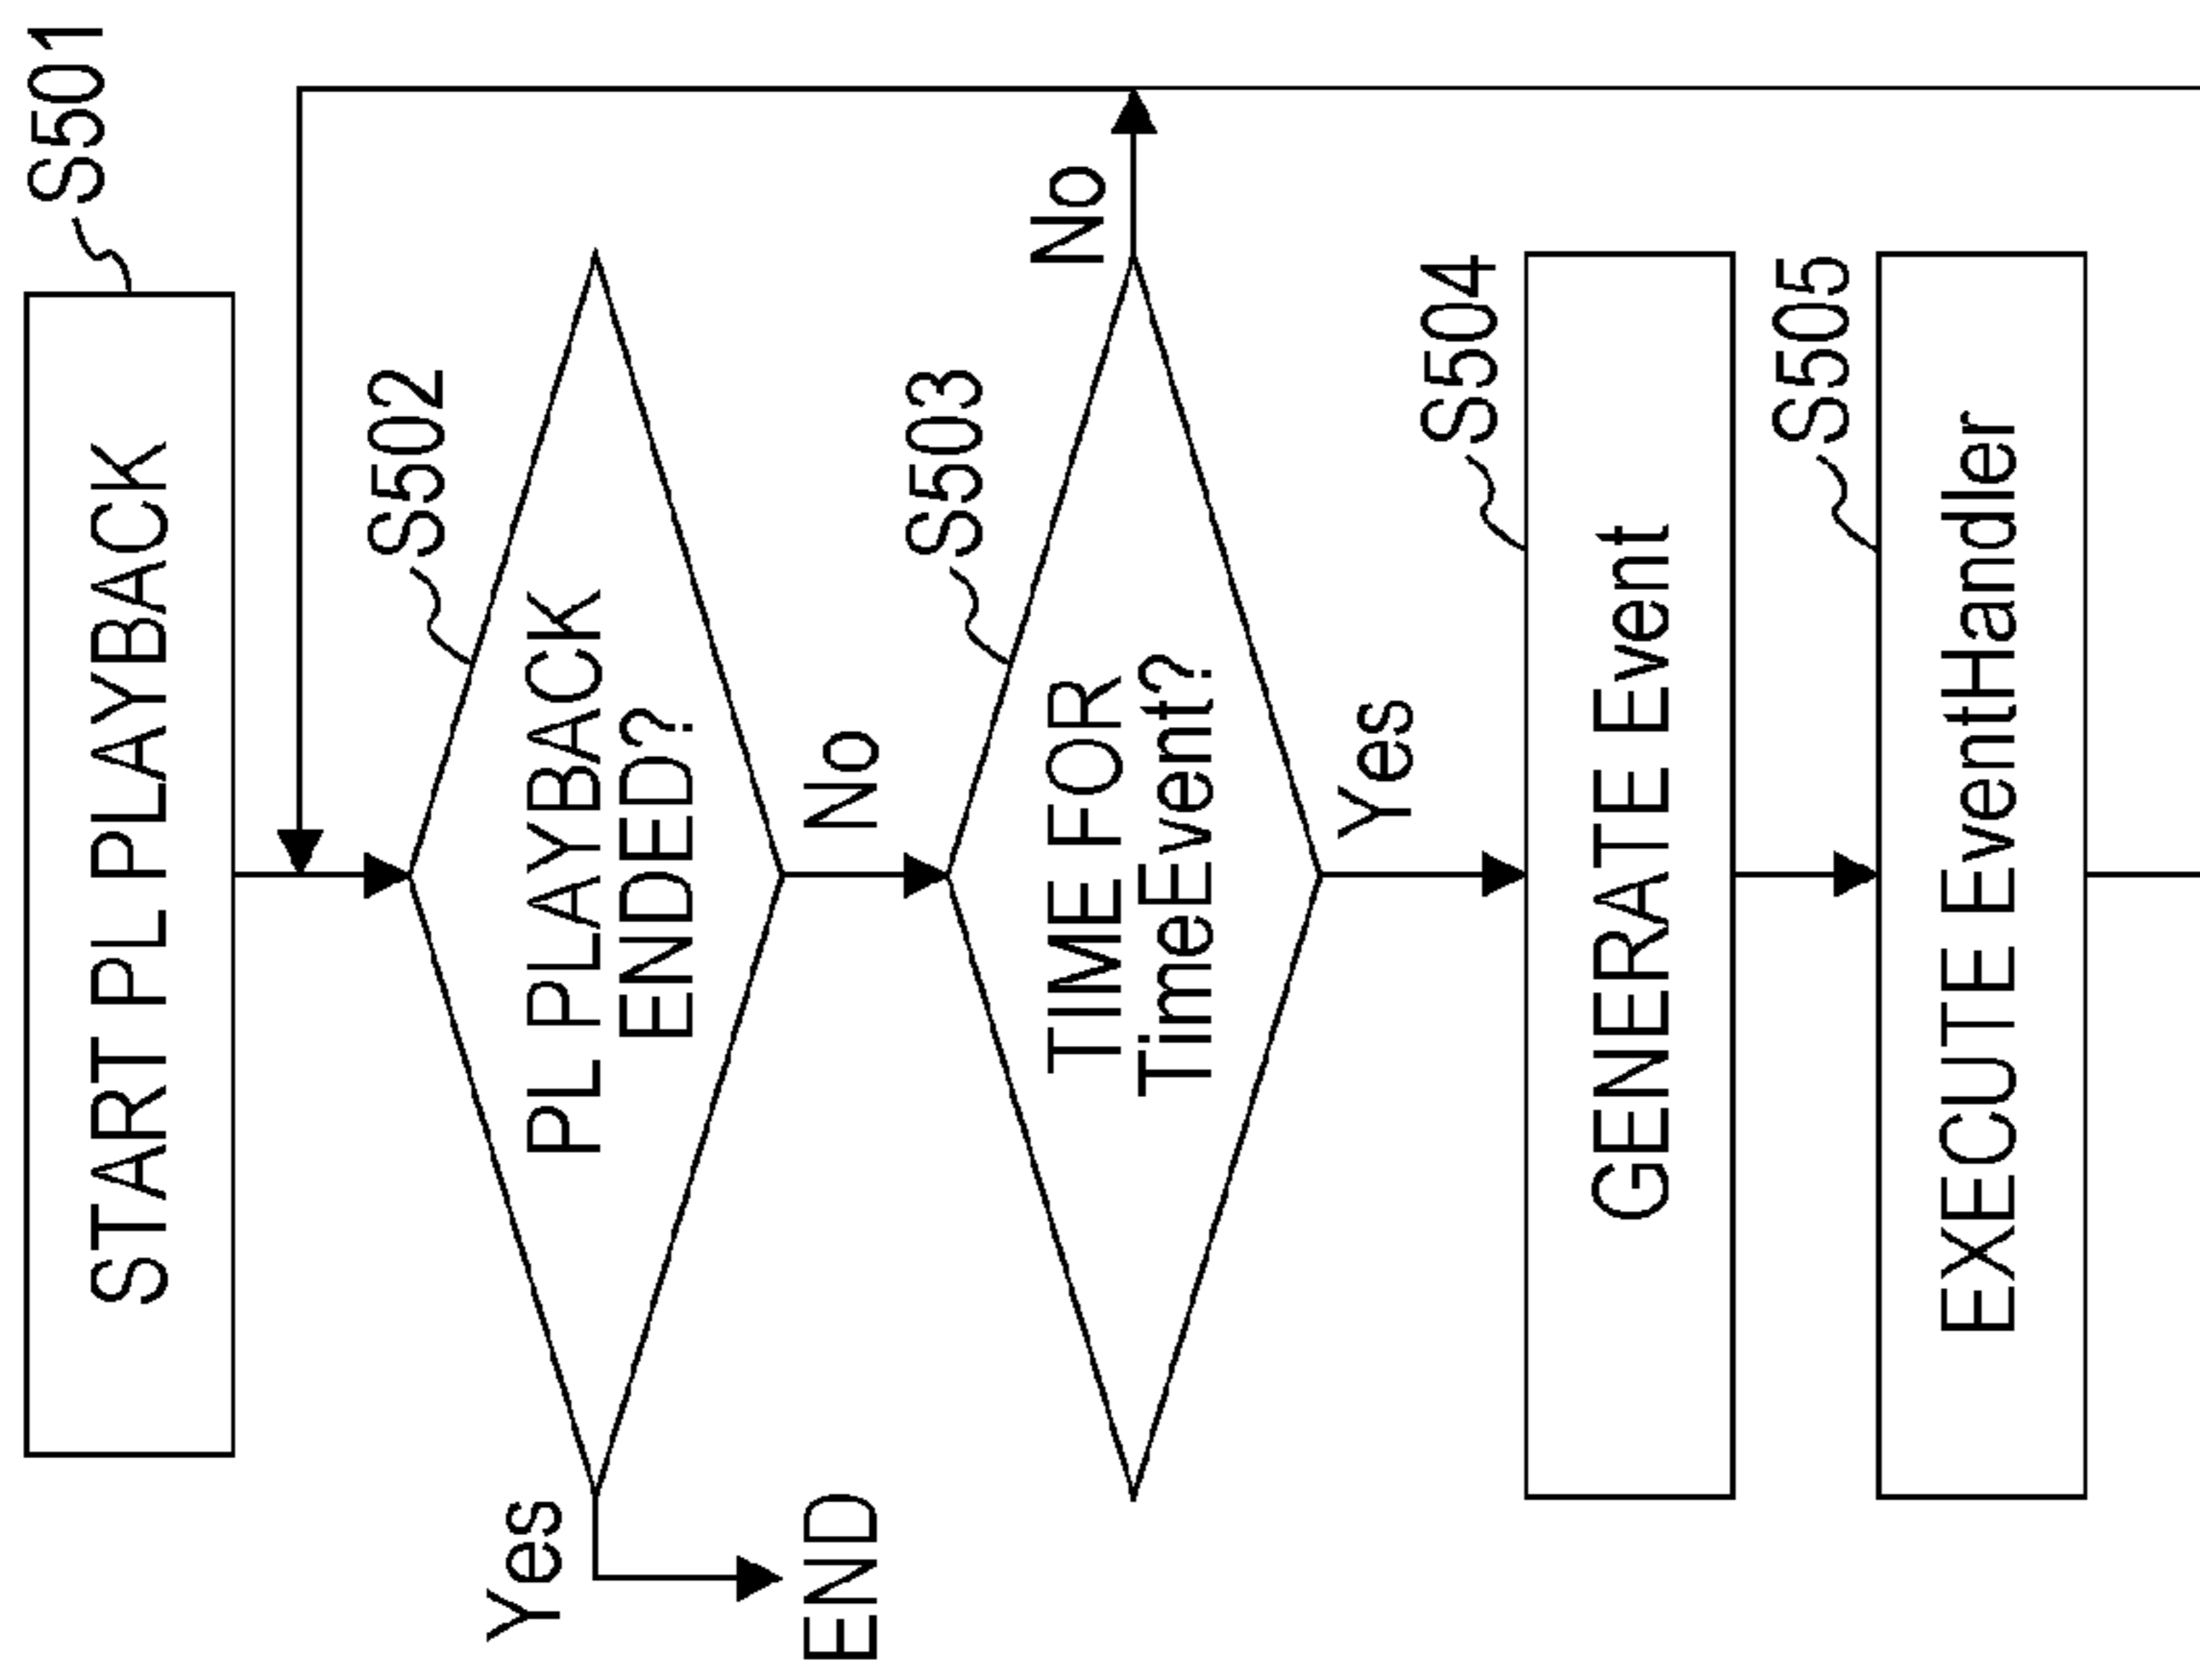 S501
START PL PLAYBACK
S502
PL PLAYBACK
ENDED?
Yes
END
No
S503
TIME FOR
TimeEvent?
No
Yes
S504
GENERATE Event
S505
EXECUTE EventHandler